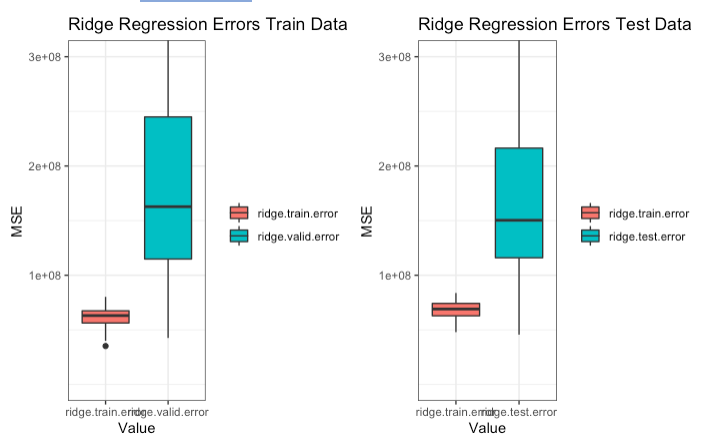 Ridge Regression Errors Train Data
3e+08
2e+08
1e+08
MSE
ridge.train.error
ridge.valid.error
ridge.train.error
ridge.valid.error
Value
Ridge Regression Errors Test Data
3e+08
2e+08
1e+08
MSE
ridge.train.error
ridge.test.error
ridge.train.error
ridge.test.error
Value